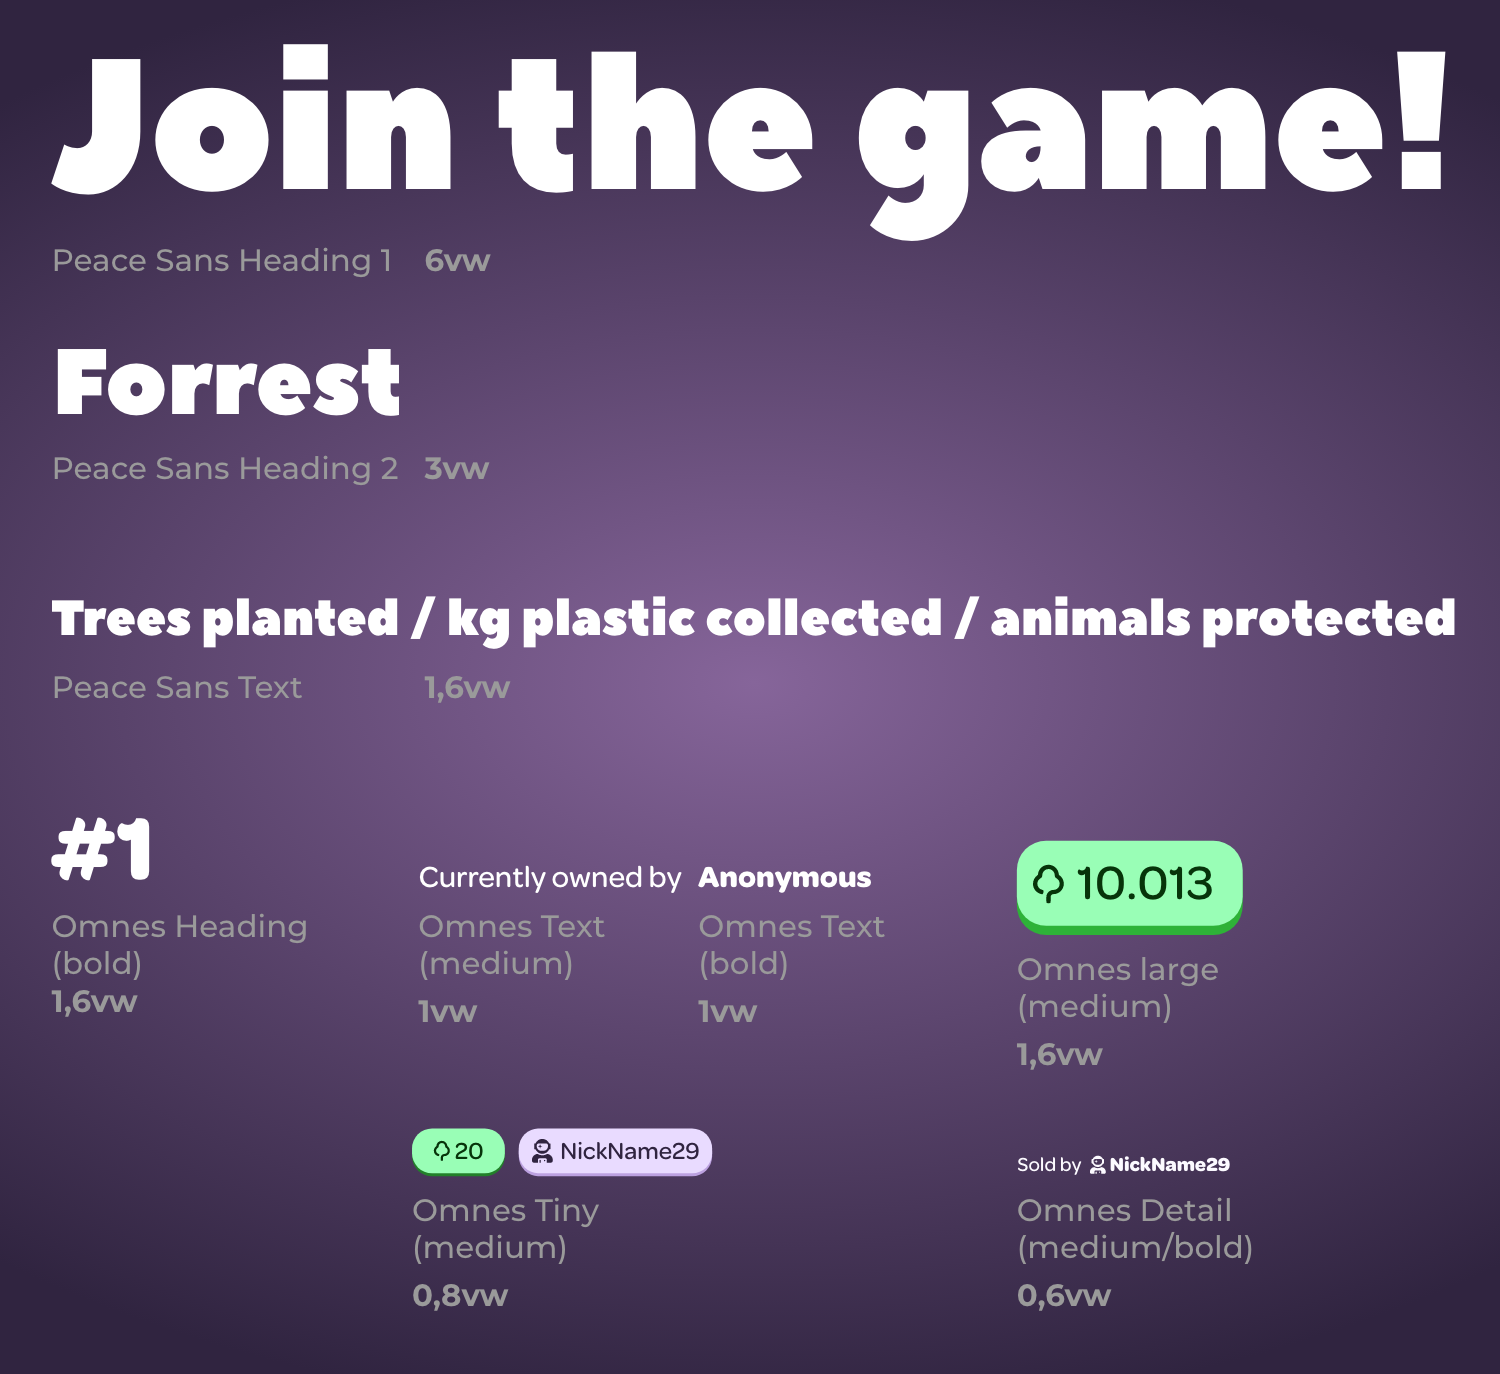 Join the game!
Peace Sans Heading 1 6vw
Forrest
Peace Sans Heading 2 3vw
Trees planted / kg plastic collected / animals protected
Peace Sans Text 1,6vw
#1
Omnes Heading
(bold)
1,6vw
Currently owned by
Omnes Text
(medium)
1vw
Anonymous
Omnes Text
(bold)
1vw
10.013
Omnes large
(medium)
1,6vw
20
NickName29
Omnes Tiny
(medium)
0,8vw
Sold by NickName29
Omnes Detail
(medium/bold)
0,6vw